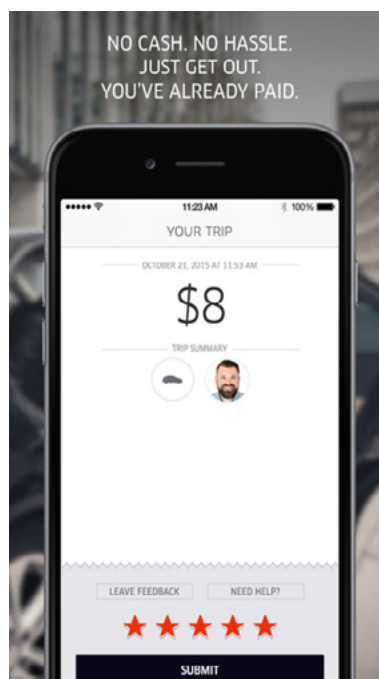 NO CASH. NO HASSLE.
JUST GET OUT.
YOU'VE ALREADY PAID.
11:23 AM
100%
YOUR TRIP
OCTOBER 21, 2015 AT 11:53 AM
$8
TRIP SUMMARY
LEAVE FEEDBACK NEED HELP?
SUBMIT